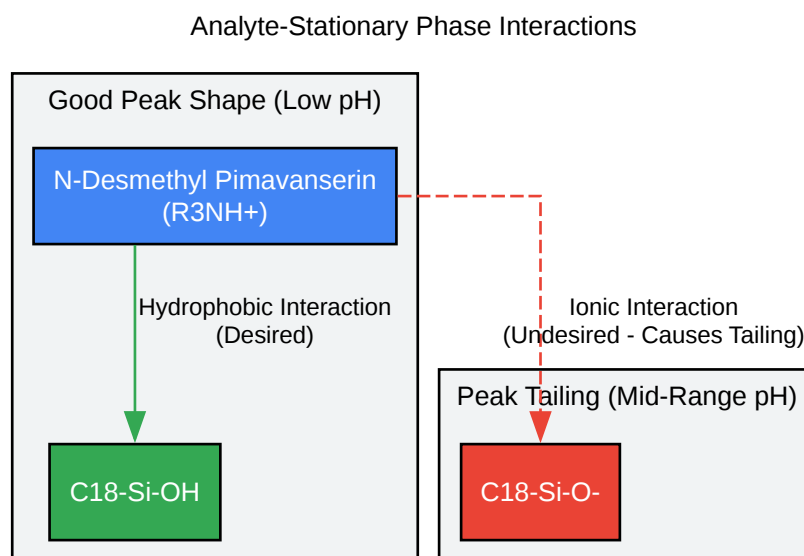 Analyte-Stationary Phase Interactions
Good Peak Shape (Low pH)
N-Desmethyl Pimavanserin
(R3NH+)
Hydrophobic Interaction
(Desired)
Ionic Interaction
(Undesired - Causes Tailing)
Peak Tailing (Mid-Range pH)
C18-Si-OH
C18-Si-O-